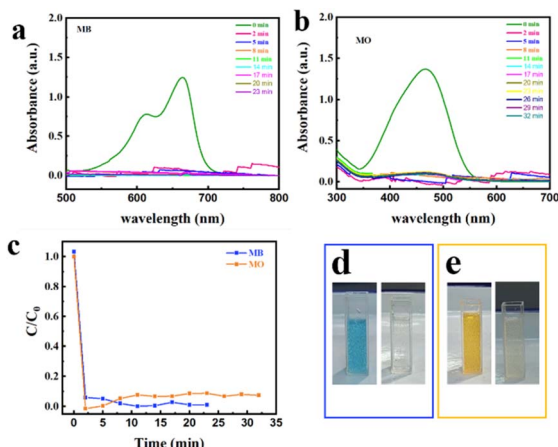 a
MB
Absorbance (a.u.)
2.0
1.5
1.0
0.5
0.0
500
600
700
800
wavelength (nm)
0 min
2 min
5 min
8 min
11 min
14 min
17 min
20 min
23 min
b
MO
Absorbance (a.u.)
2.0
1.5
1.0
0.5
0.0
300
400
500
600
700
wavelength (nm)
0 min
2 min
5 min
8 min
11 min
14 min
17 min
20 min
26 min
29 min
32 min
c
MB
MO
C/C0
1.0
0.8
0.6
0.4
0.2
0.0
0 5 10 15 20 25 30 35
Time (min)
d
e